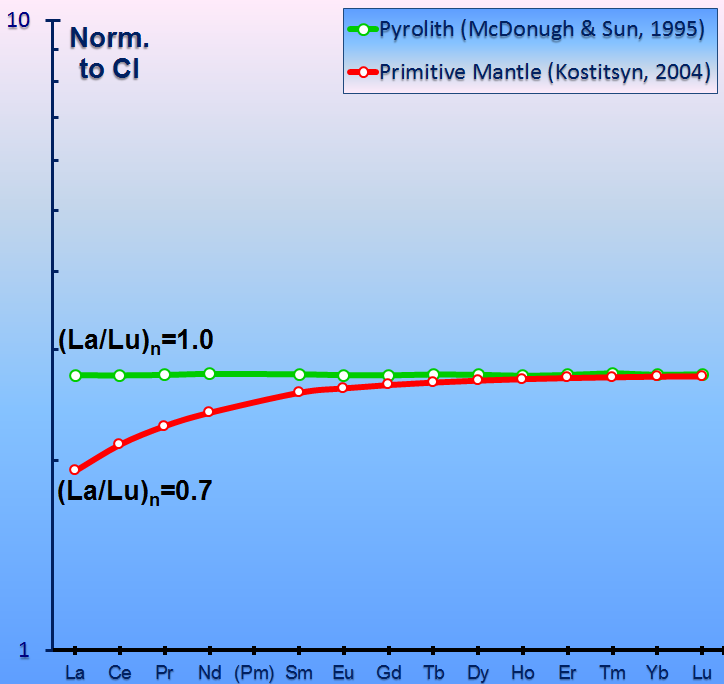 10
Norm.
to CI
Pyrolith (McDonugh & Sun, 1995)
Primitive Mantle (Kostitsyn, 2004)
(La/Lu)n=1.0
(La/Lu)n=0.7
1
La Ce Pr Nd (Pm) Sm Eu Gd Tb Dy Ho Er Tm Yb Lu